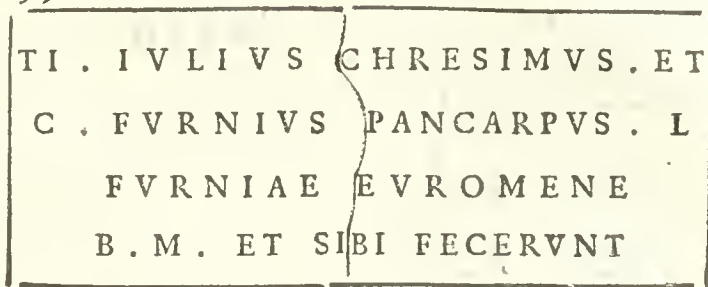 TI . IVLIVS CHRESIMVS . ET
C . FVRNIVS PANCARPVS . L
FVRNIAE EVROMENE
B . M . ET SIBI FECERVNT